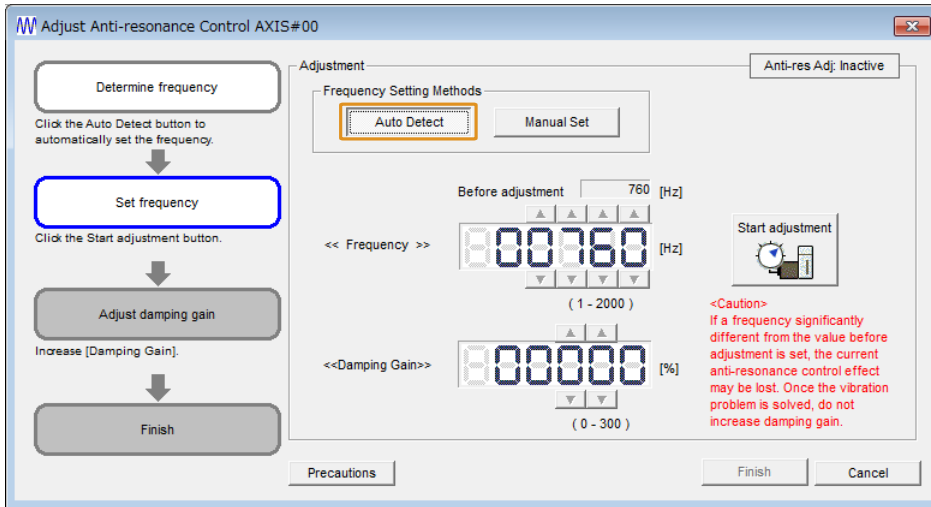 Adjust Anti-resonance Control AXIS#00
Determine frequency
Click the Auto Detect button to
automatically set the frequency.
Set frequency
Click the Start adjustment button.
Adjust damping gain
Increase [Damping Gain].
Finish
Adjustment
Anti-res Adj: Inactive
Frequency Setting Methods
Auto Detect
Manual Set
Before adjustment 760 [Hz]
<< Frequency >> 00760 [Hz]
( 1 - 2000 )
<<Damping Gain>> 00000 [%]
( 0 - 300 )
Start adjustment
<Caution>
If a frequency significantly
different from the value before
adjustment is set, the current
anti-resonance control effect
may be lost. Once the vibration
problem is solved, do not
increase damping gain.
Precautions
Finish
Cancel